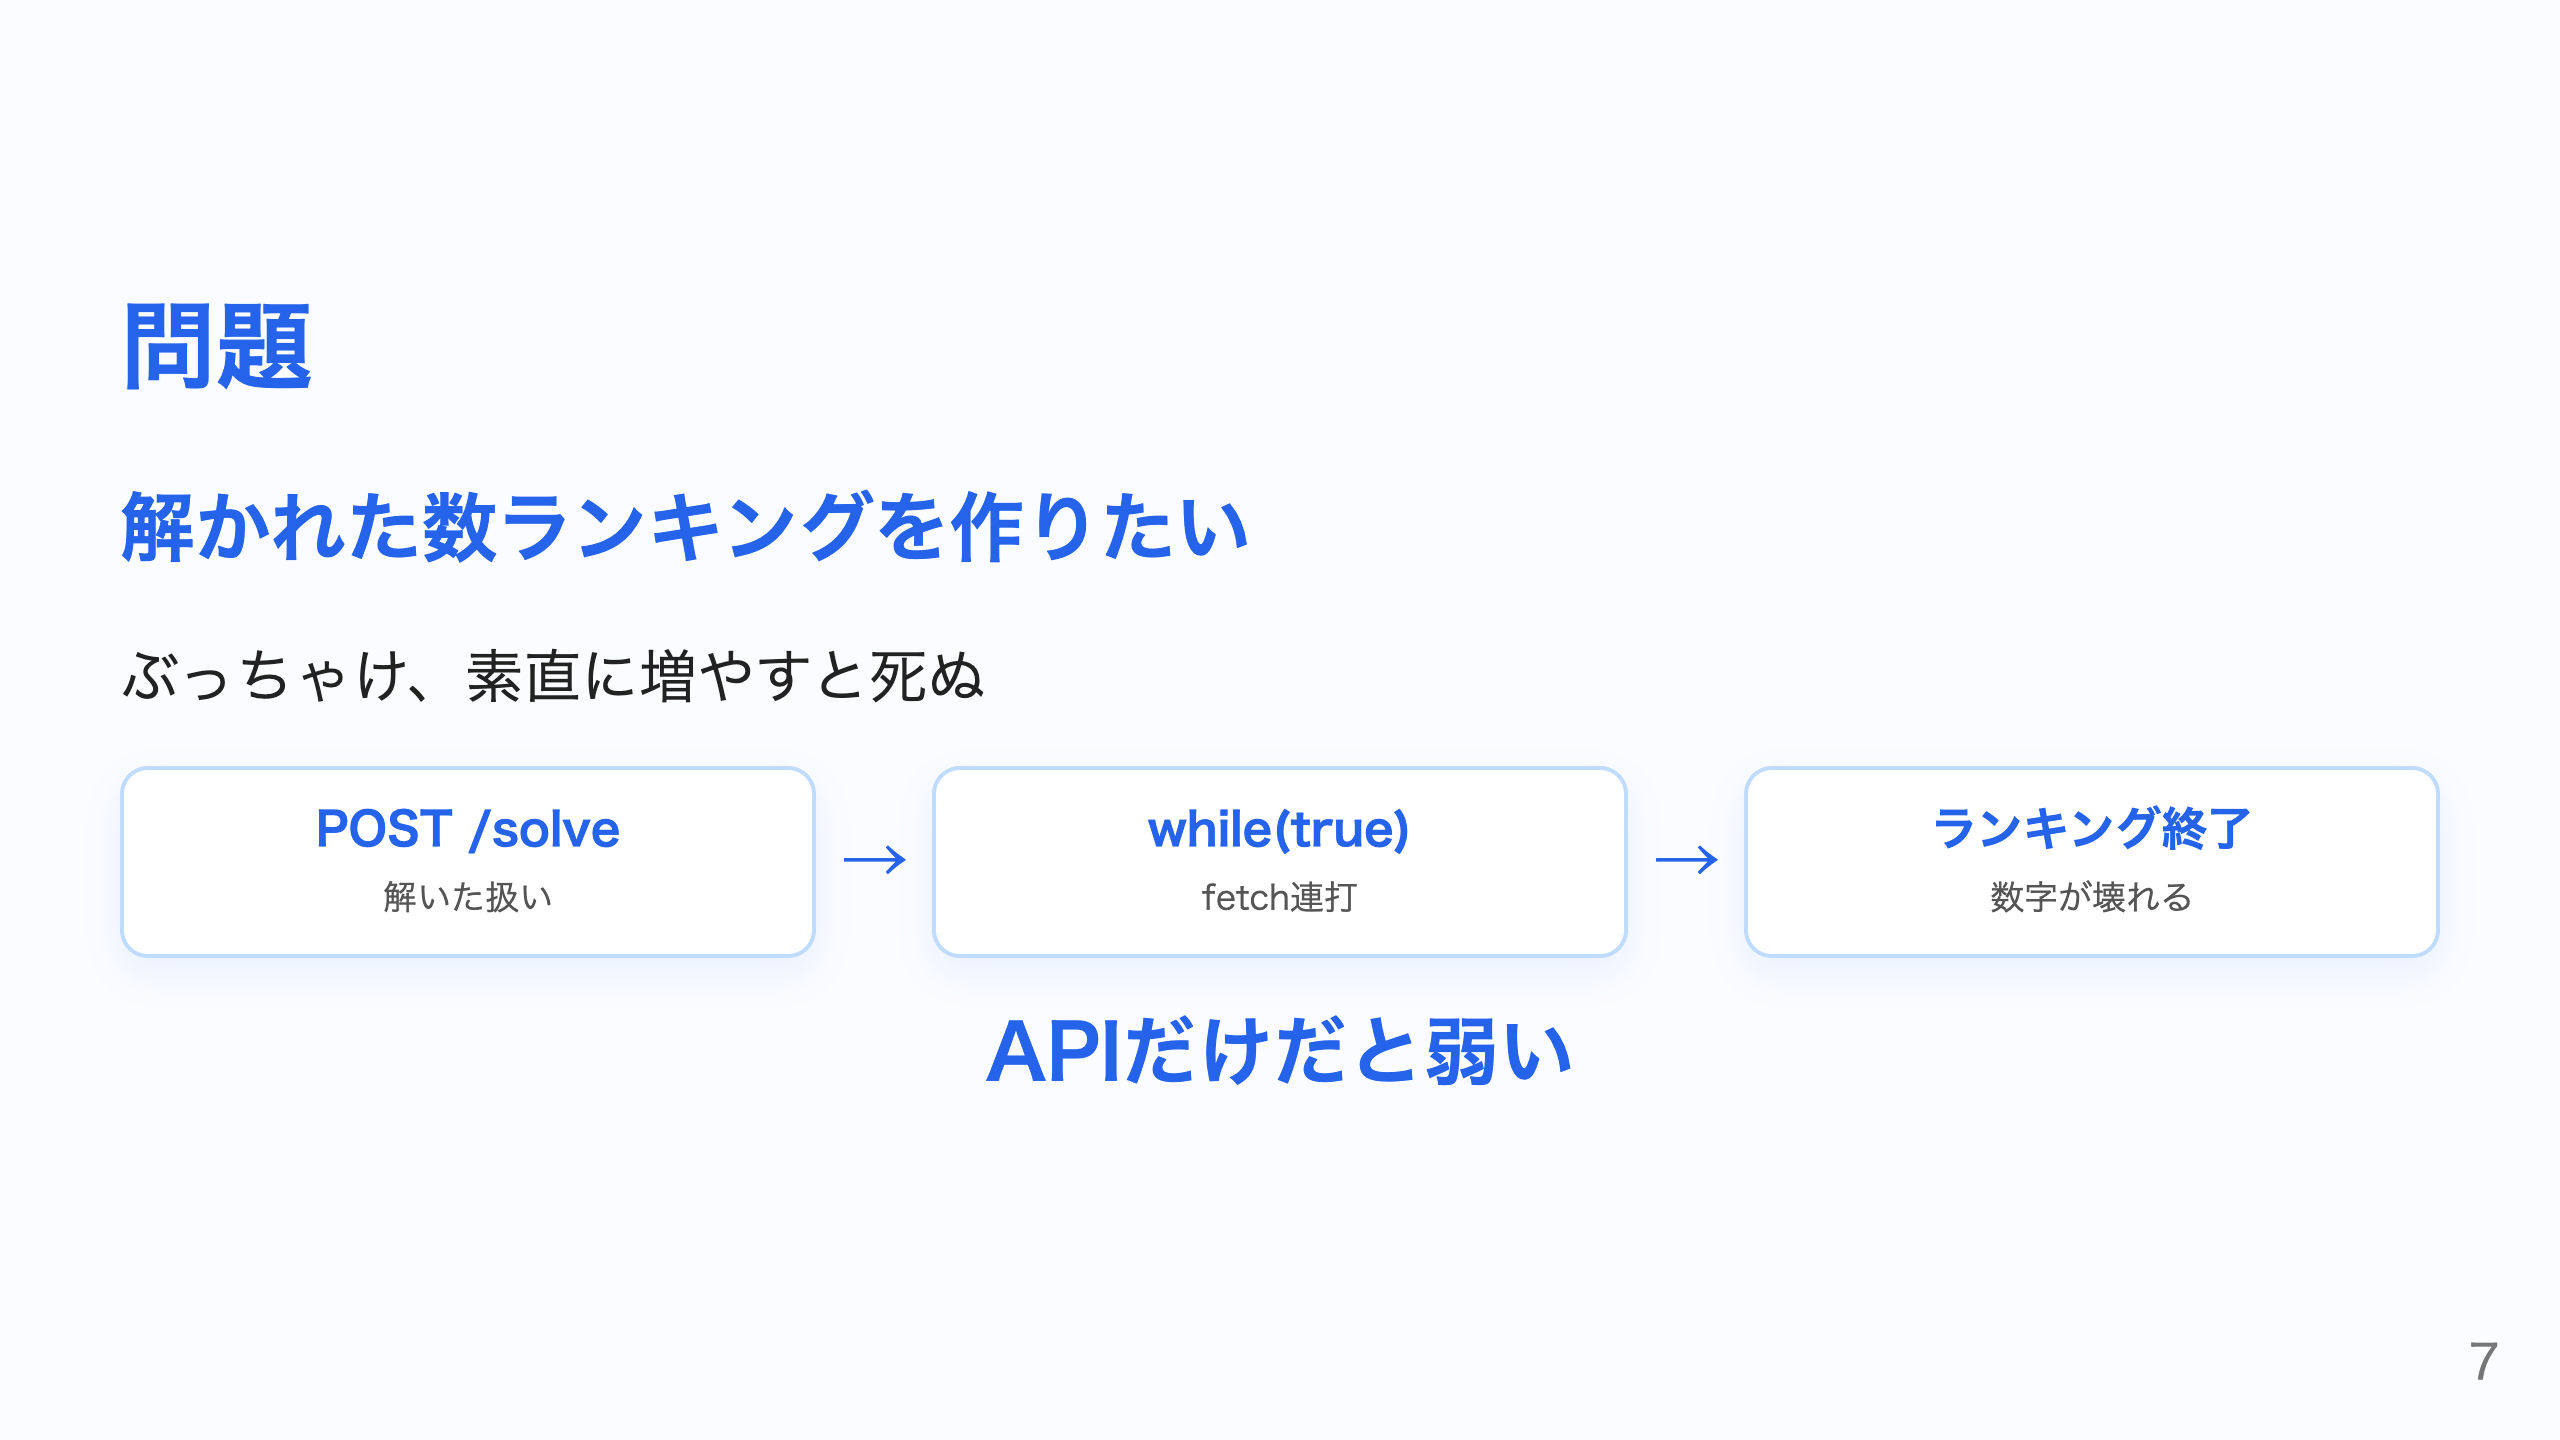 問題
解かれた数ランキングを作りたい
ぶっちゃけ、素直に増やすと死ぬ
POST /solve
解いた扱い
→
while(true)
fetch連打
→
ランキング終了
数字が壊れる
APIだけだと弱い
7